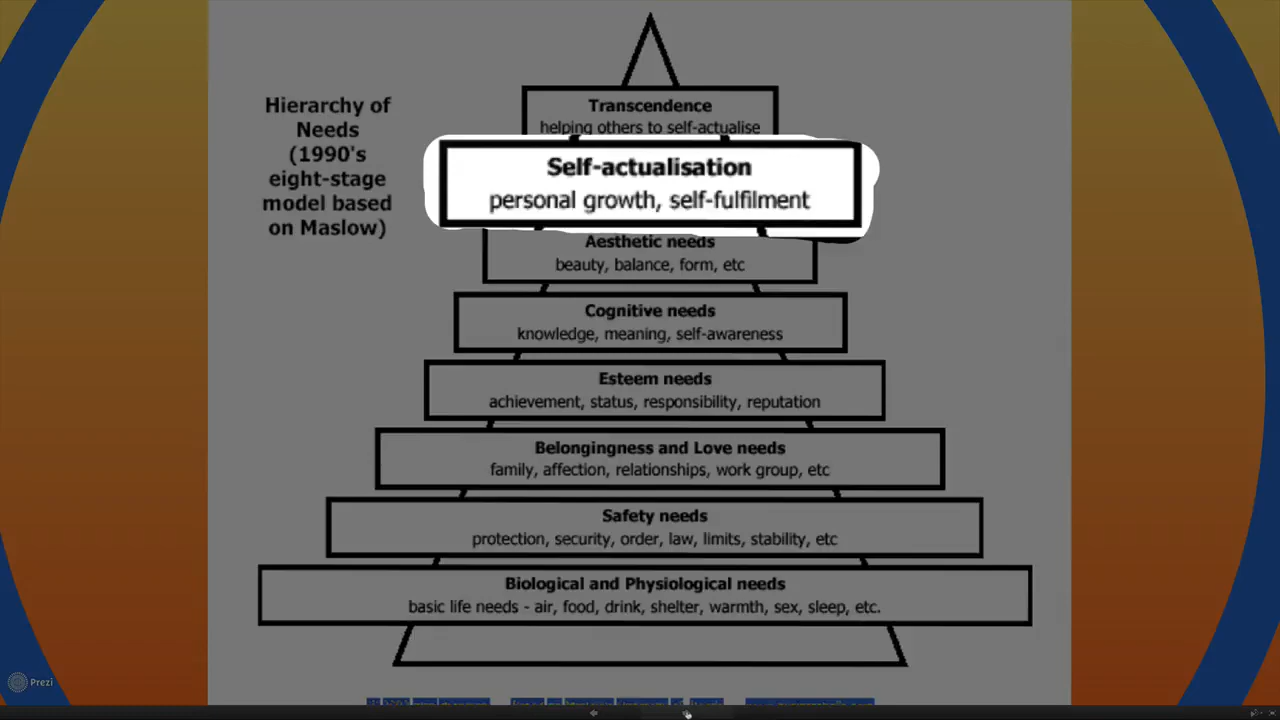 Hierarchy of
Needs
(1990's
eight-stage
model based
on Maslow)
Transcendence
helping others to self-actualise
Self-actualisation
personal growth, self-fulfilment
Aesthetic needs
beauty, balance, form, etc
Cognitive needs
knowledge, meaning, self-awareness
Esteem needs
achievement, status, responsibility, reputation
Belongingness and Love needs
family, affection, relationships, work group, etc
Safety needs
protection, security, order, law, limits, stability, etc
Biological and Physiological needs
basic life needs - air, food, drink, shelter, warmth, sex, sleep, etc.
Prezi